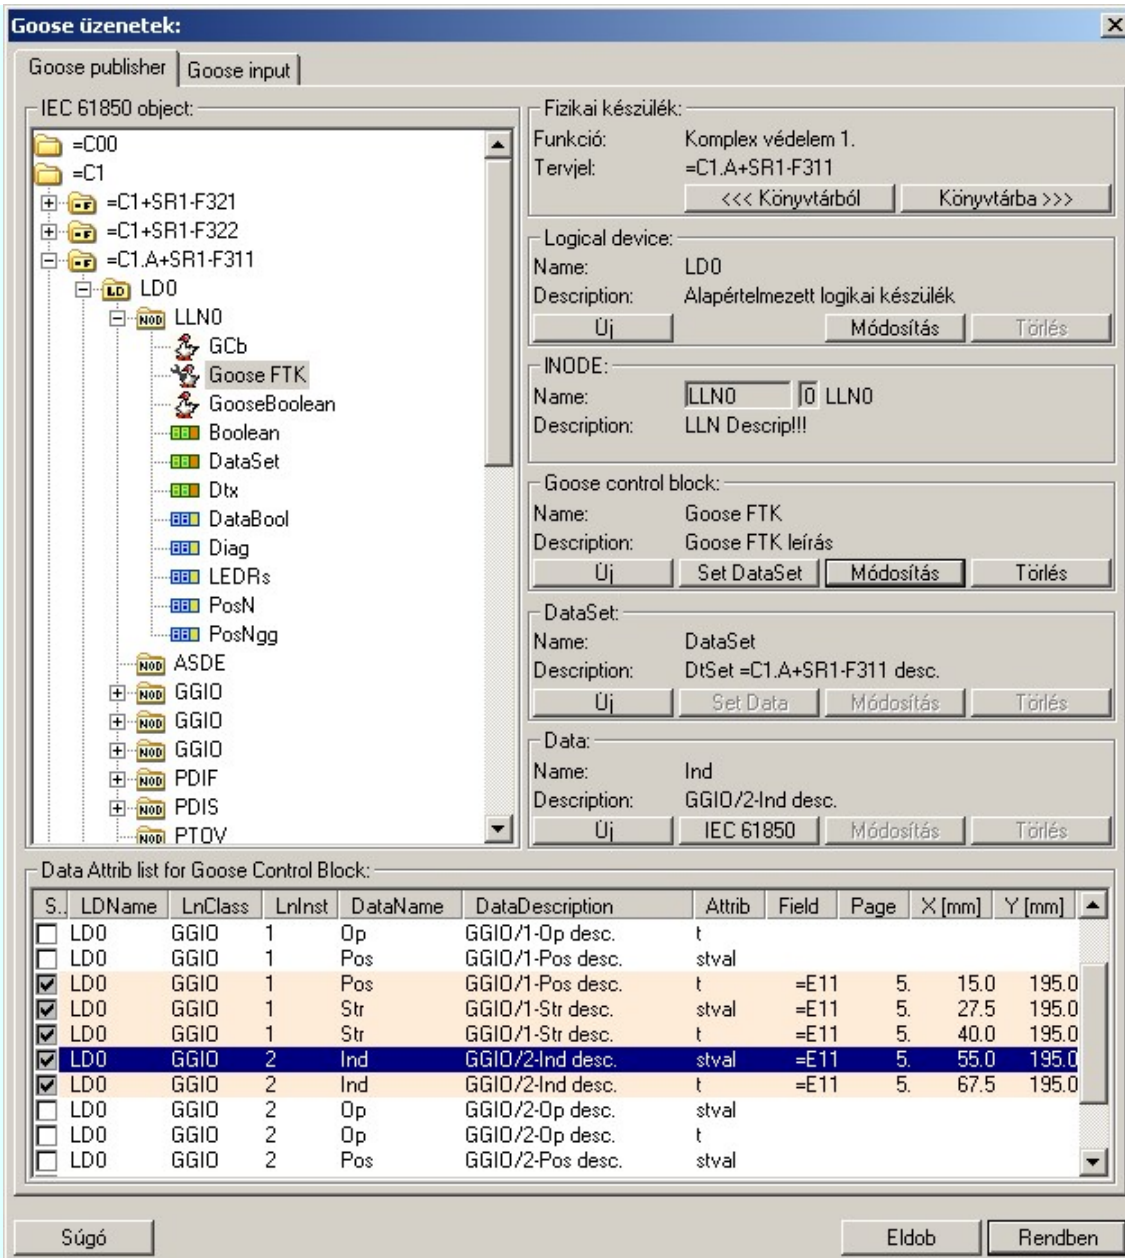 Goose üzenetek:
Goose publisher Goose input
IEC 61850 object:
=C00
=C1
=C1+SR1-F321
=C1+SR1-F322
=C1.A+SR1-F311
LD LD0
NOD LLN0
GCb
Goose FTK
GooseBoolean
Boolean
DataSet
Dtx
DataBool
Diag
LEDRs
PosN
PosNgg
NOD ASDE
NOD GGIO
NOD GGIO
NOD GGIO
NOD PDIF
NOD PDIS
NOD PTOV
Fizikai készülék:
Funkció: Komplex védelem 1.
Tervjel: =C1.A+SR1-F311
<<< Könyvtárból Könyvtárba >>>
Logical device:
Name: LD0
Description: Alapértelmezett logikai készülék
Új Módosítás Törlés
lNODE:
Name: LLN0 0 LLN0
Description: LLN Descrip!!!
Goose control block:
Name: Goose FTK
Description: Goose FTK leírás
Új Set DataSet Módosítás Törlés
DataSet:
Name: DataSet
Description: DtSet =C1.A+SR1-F311 desc.
Új Set Data Módosítás Törlés
Data:
Name: Ind
Description: GGIO/2-Ind desc.
Új IEC 61850 Módosítás Törlés
Data Attrib list for Goose Control Block:
S.. LDName LnClass LnInst DataName DataDescription Attrib Field Page X [mm] Y [mm]
LD0 GGIO 1 Op GGIO/1-Op desc. t
LD0 GGIO 1 Pos GGIO/1-Pos desc. stval
LD0 GGIO 1 Pos GGIO/1-Pos desc. t =E11 5. 15.0 195.0
LD0 GGIO 1 Str GGIO/1-Str desc. stval =E11 5. 27.5 195.0
LD0 GGIO 1 Str GGIO/1-Str desc. t =E11 5. 40.0 195.0
LD0 GGIO 2 Ind GGIO/2-Ind desc. stval =E11 5. 55.0 195.0
LD0 GGIO 2 Ind GGIO/2-Ind desc. t =E11 5. 67.5 195.0
LD0 GGIO 2 Op GGIO/2-Op desc. stval
LD0 GGIO 2 Op GGIO/2-Op desc. t
LD0 GGIO 2 Pos GGIO/2-Pos desc. stval
Súgó Eldob Rendben